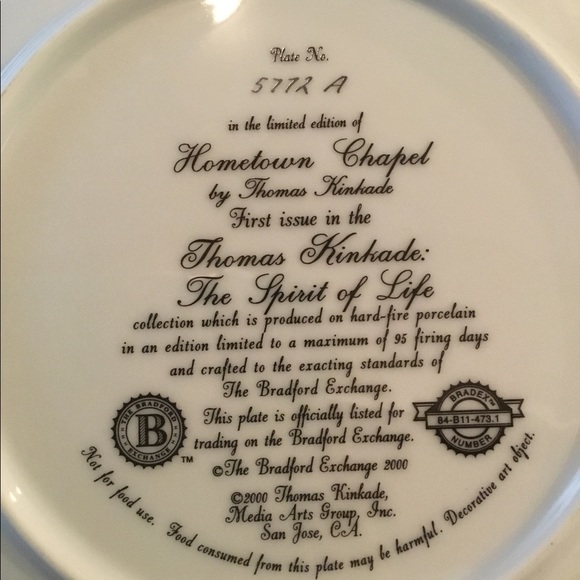 Plate No.
5772 A
in the limited edition of
Hometown Chapel
by Thomas Kinkade
First issue in the
Thomas Kinkade:
The Spirit of Life
collection which is produced on hard-fire porcelain
in an edition limited to a maximum of 95 firing days
and crafted to the exacting standards of
The Bradford Exchange.
This plate is officially listed for
trading on the Bradford Exchange.
©The Bradford Exchange 2000
©2000 Thomas Kinkade,
Media Arts Group, Inc.
San Jose, CA.
THE BRADFORD
B
EXCHANGE
TM
BRADEX™
84-B11-473.1
NUMBER
Not for food use. Food consumed from this plate may be harmful. Decorative art object.